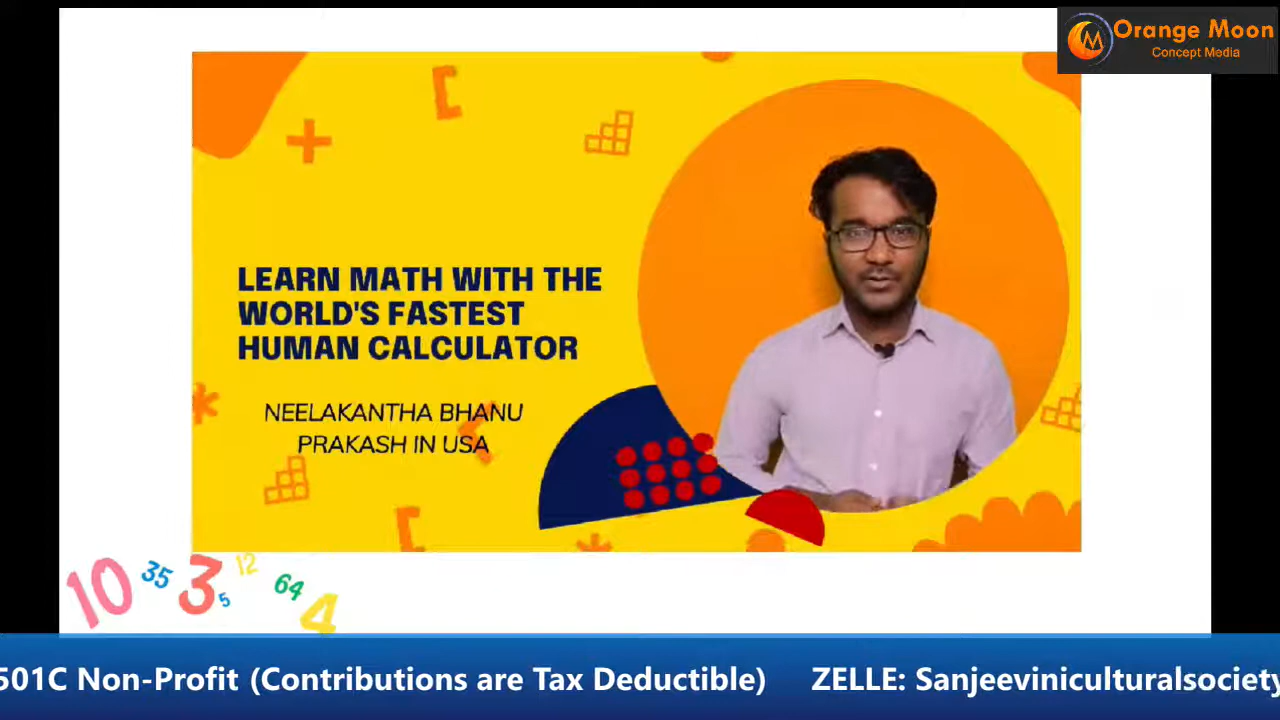 Orange Moon
Concept Media
LEARN MATH WITH THE
WORLD'S FASTEST
HUMAN CALCULATOR
NEELAKANTHA BHANU
PRAKASH IN USA
10 35 3 5 12 64 4
501C Non-Profit (Contributions are Tax Deductible) ZELLE: Sanjeeviniculturalsociety